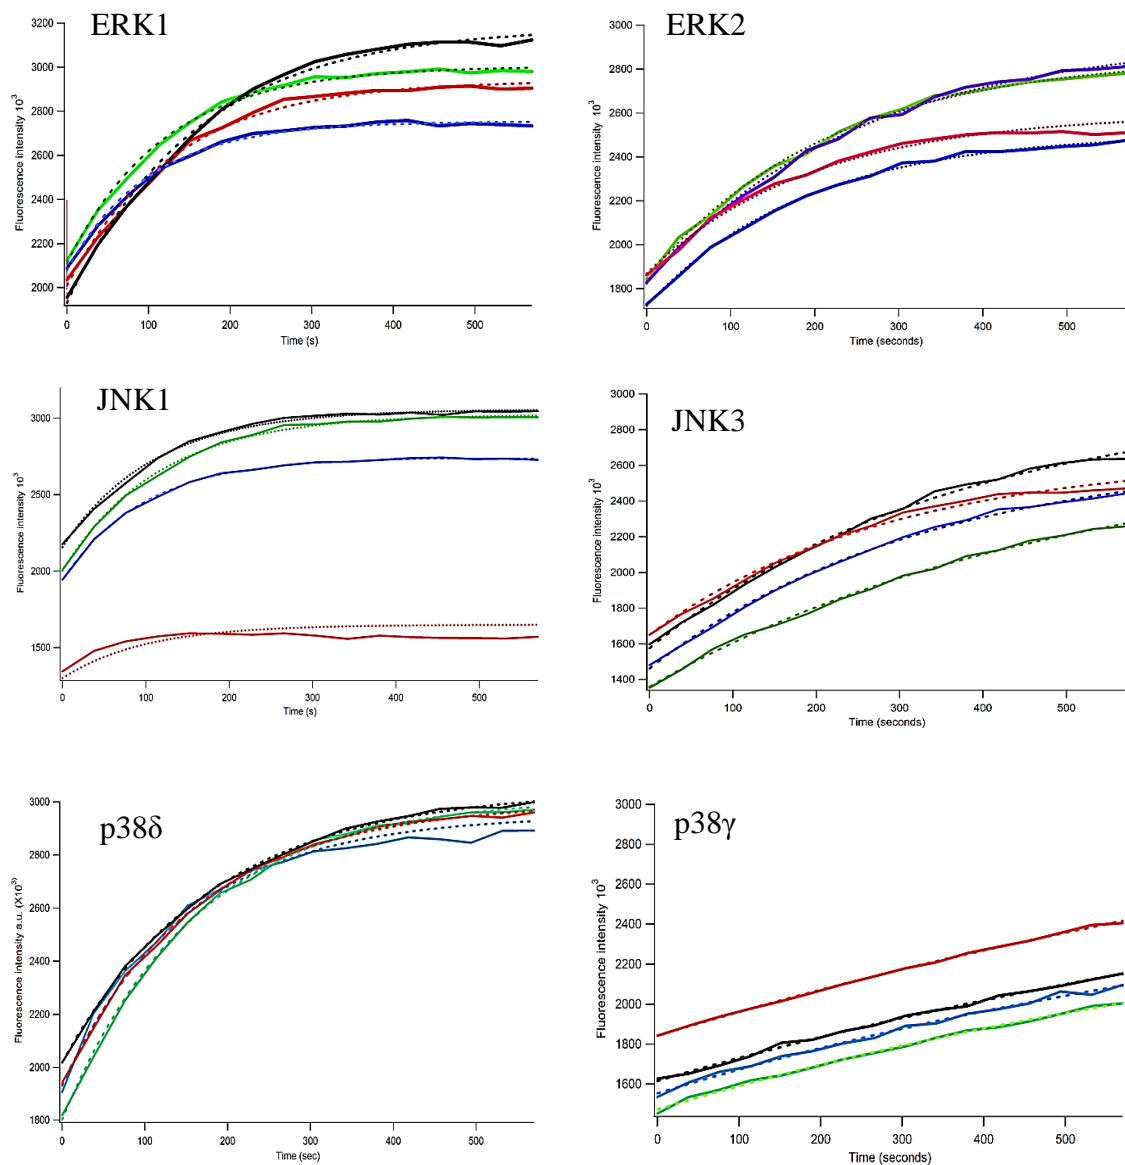 ERK1
3200
3000
2800
2600
2400
2200
2000
Fluorescence intensity 10³
0 100 200 300 400 500
Time (s)
ERK2
3000
2800
2600
2400
2200
2000
1800
Fluorescence intensity 10³
0 100 200 300 400 500
Time (seconds)
JNK1
3000
2500
2000
1500
Fluorescence intensity 10³
0 100 200 300 400 500
Time (s)
JNK3
3000
2800
2600
2400
2200
2000
1800
1600
1400
Fluorescence intensity 10³
0 100 200 300 400 500
Time (seconds)
p38δ
3000
2800
2600
2400
2200
2000
1800
Fluorescence intensity a.u. (X10³)
0 100 200 300 400 500
Time (sec)
p38γ
3000
2800
2600
2400
2200
2000
1800
1600
Fluorescence intensity 10³
0 100 200 300 400 500
Time (seconds)